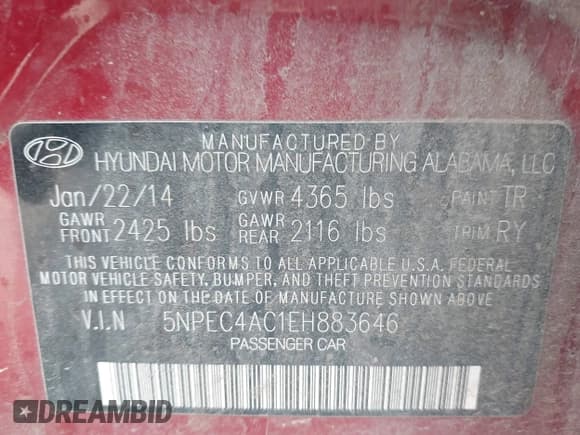 MANUFACTURED BY
HYUNDAI MOTOR MANUFACTURING ALABAMA, LLC
Jan/22/14 GVWR 4365 lbs PAINT TR
GAWR FRONT 2425 lbs GAWR REAR 2116 lbs TRIM RY
THIS VEHICLE CONFORMS TO ALL APPLICABLE U.S.A. FEDERAL
MOTOR VEHICLE SAFETY, BUMPER, AND THEFT PREVENTION STANDARDS
IN EFFECT ON THE DATE OF MANUFACTURE SHOWN ABOVE.
V.I.N 5NPEC4AC1EH883646
PASSENGER CAR
DREAMBID